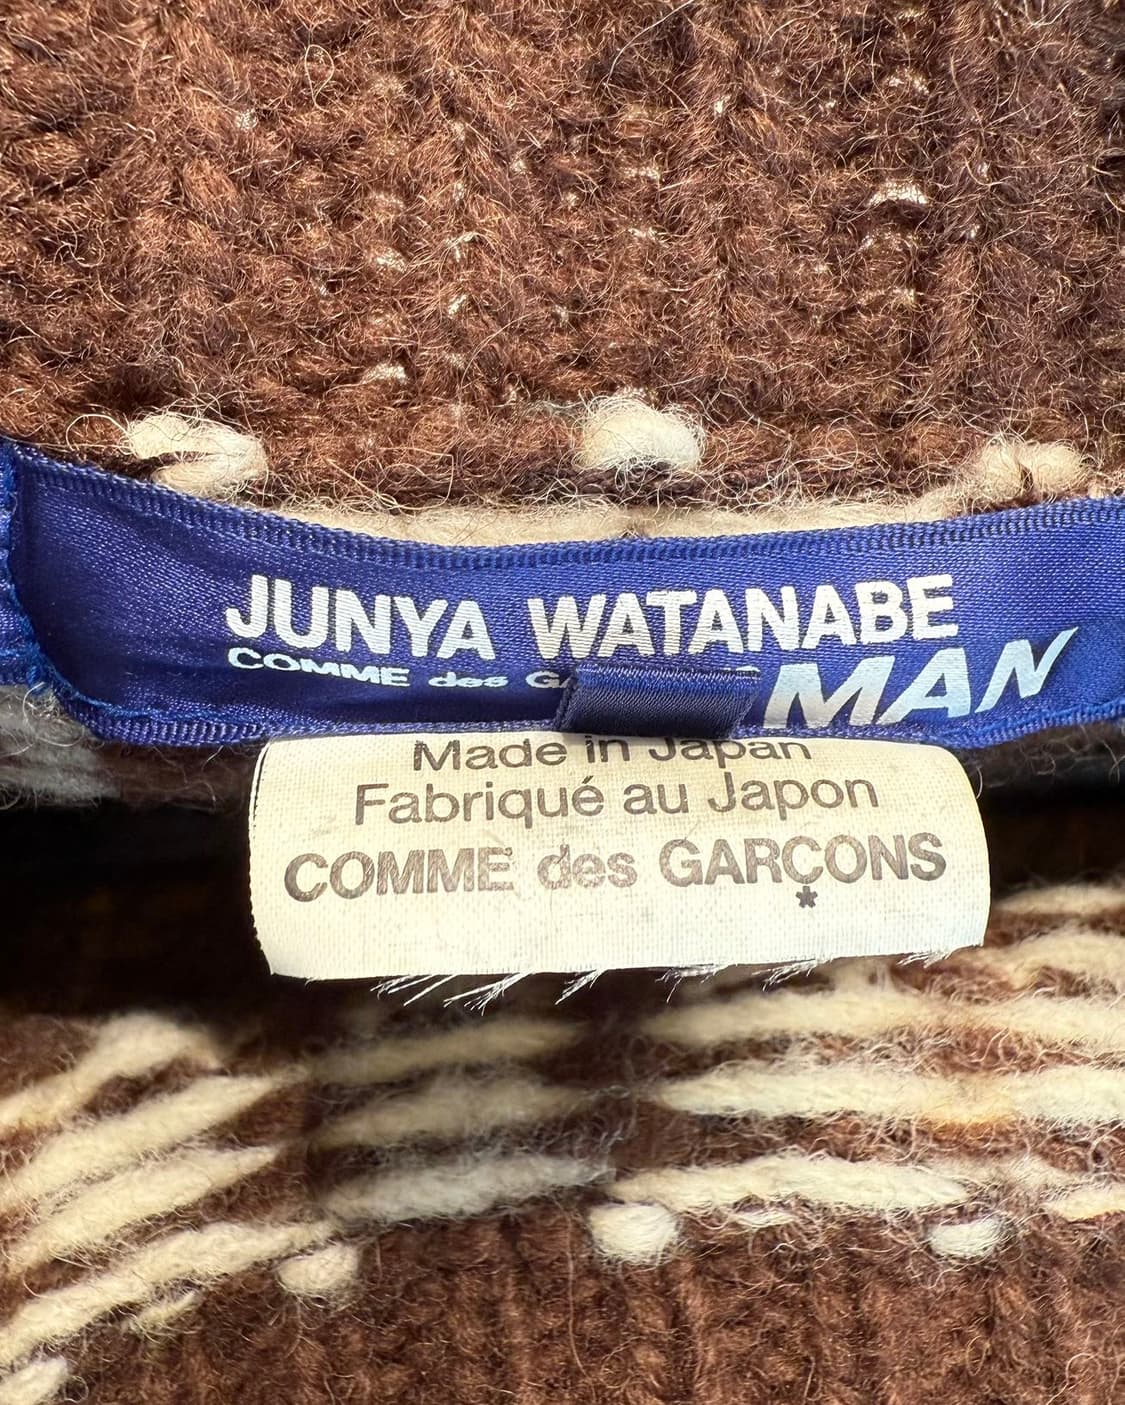 JUNYA WATANABE
COMME des
MAN
Made in Japan
Fabriqué au Japon
COMME des GARÇONS
*